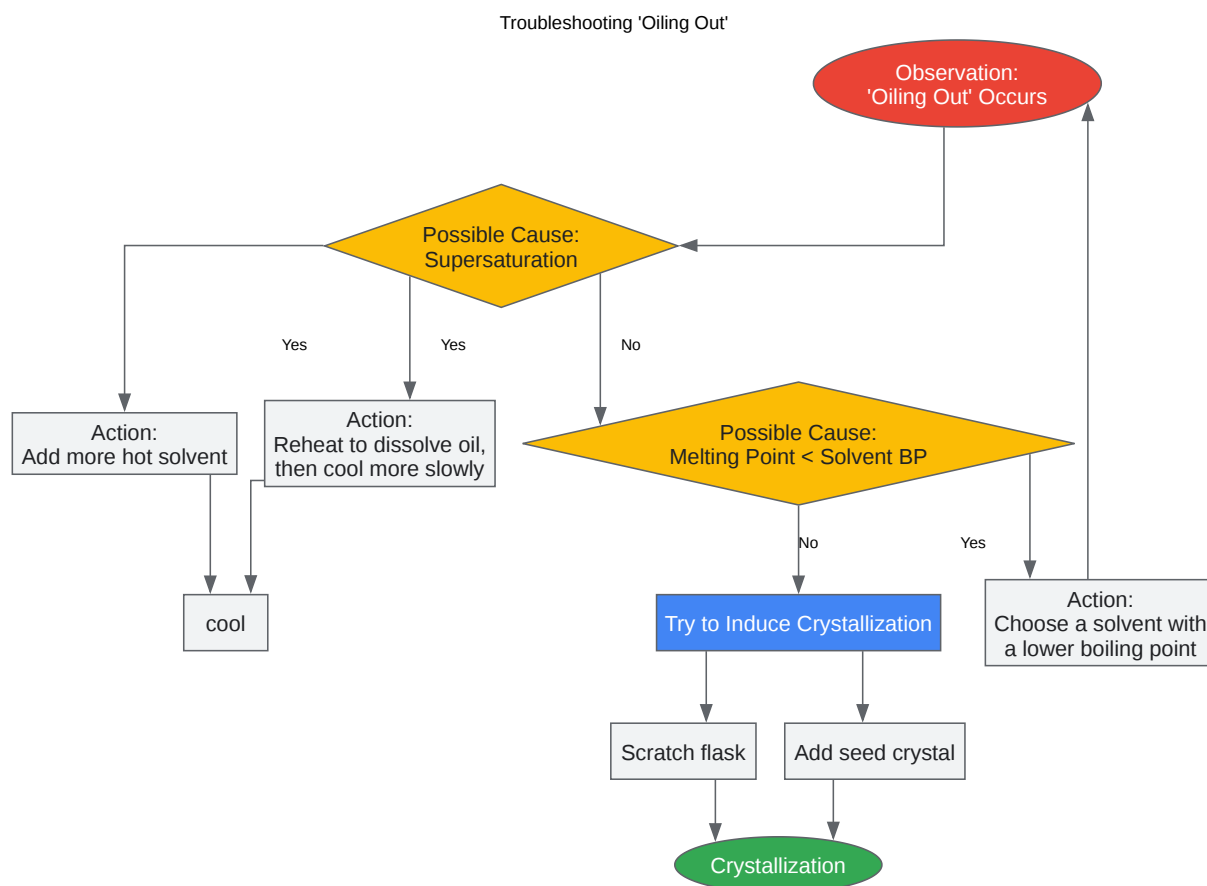 Troubleshooting 'Oiling Out'
Observation:
'Oiling Out' Occurs
Possible Cause:
Supersaturation
Yes
Yes
No
Action:
Add more hot solvent
Action:
Reheat to dissolve oil,
then cool more slowly
Possible Cause:
Melting Point < Solvent BP
No
Yes
cool
Try to Induce Crystallization
Action:
Choose a solvent with
a lower boiling point
Scratch flask
Add seed crystal
Crystallization